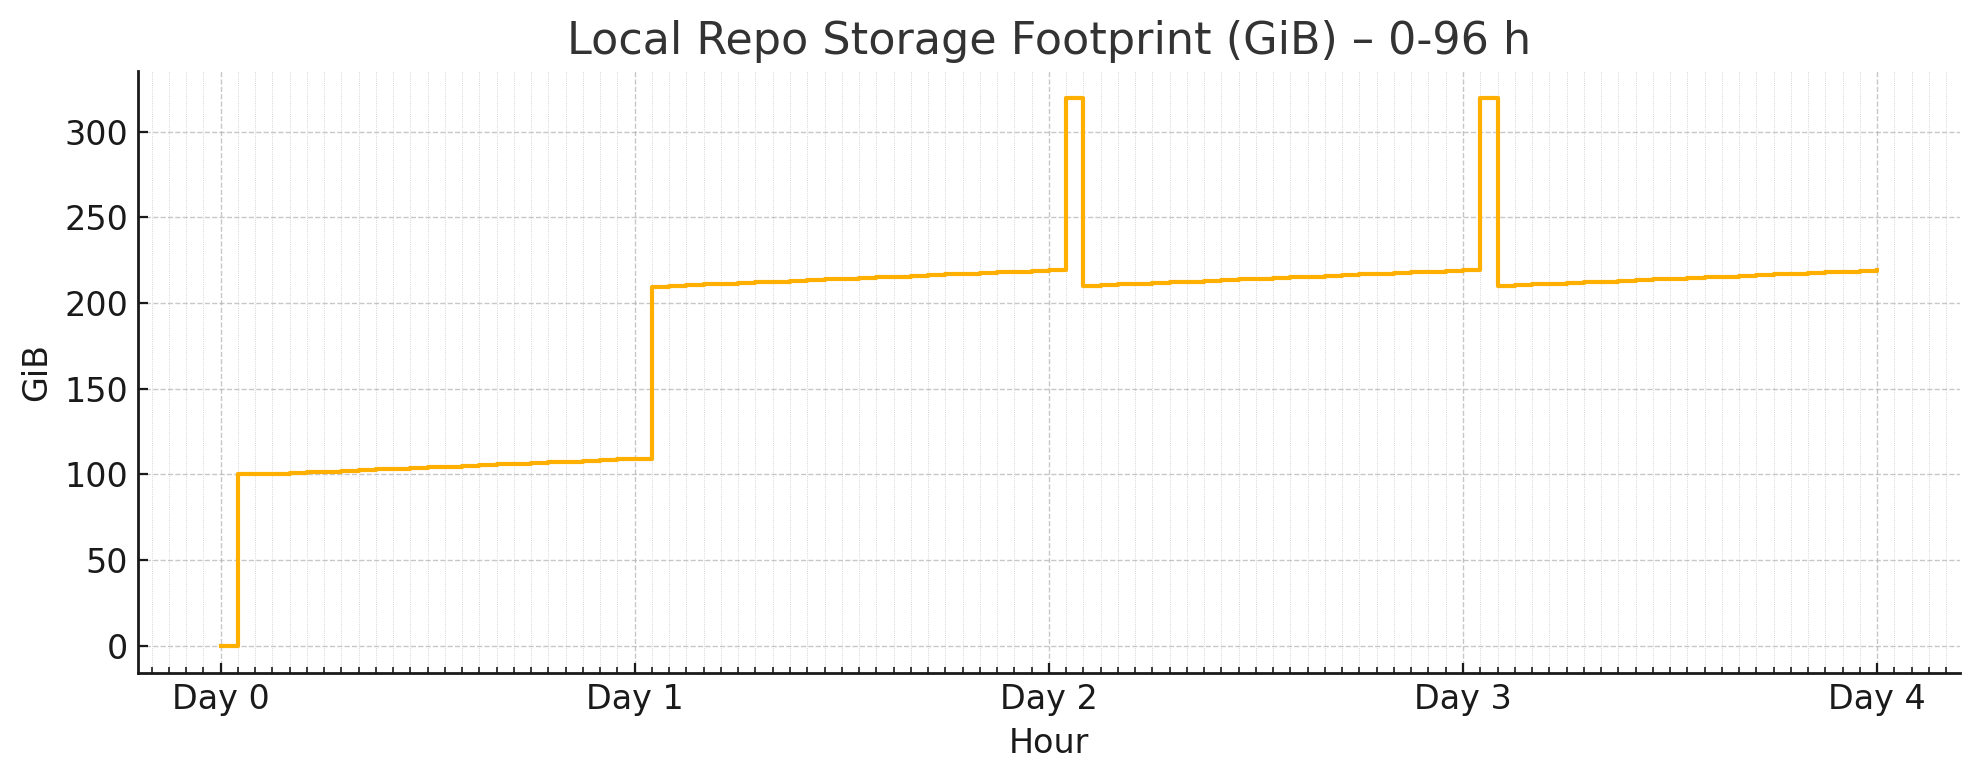 Local Repo Storage Footprint (GiB) – 0-96 h
300
250
200
150
100
50
0
GiB
Day 0 Day 1 Day 2 Day 3 Day 4
Hour